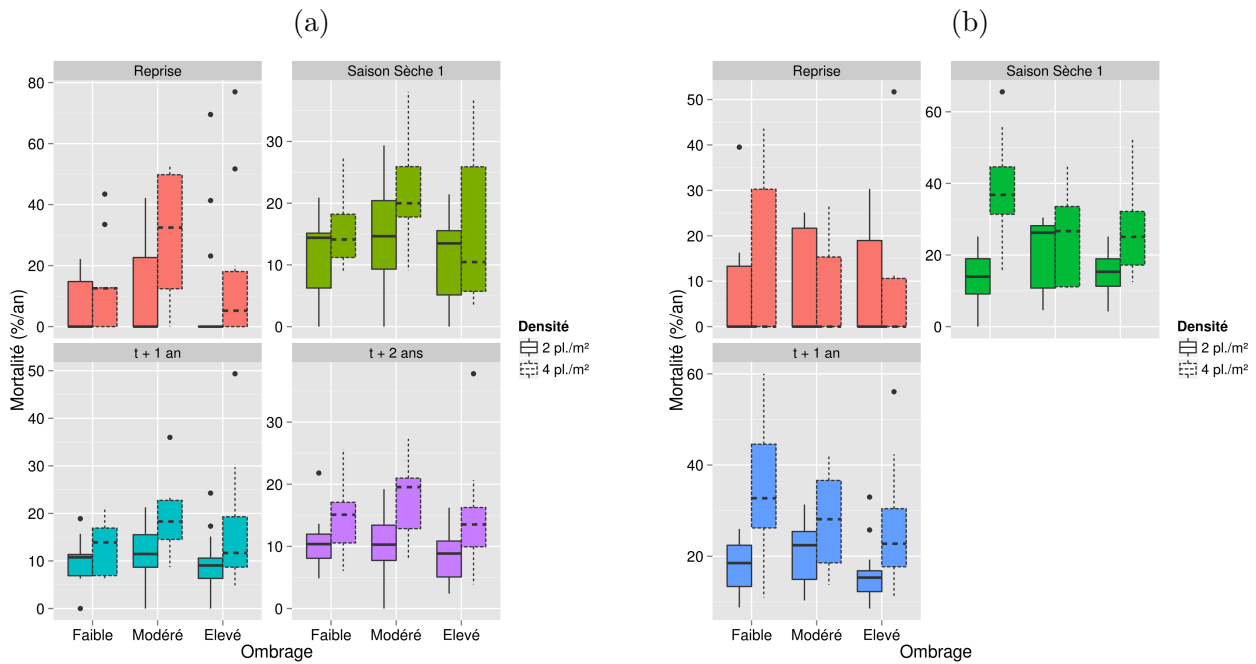 (a)
(b)
Reprise
Saison Sèche 1
80
60
40
20
0
30
20
10
0
t + 1 an
t + 2 ans
50
40
30
20
10
0
30
20
10
0
Mortalité (%/an)
Faible
Modéré
Elevé
Faible
Modéré
Elevé
Ombrage
Densité
2 pl./m²
4 pl./m²
Reprise
Saison Sèche 1
50
40
30
20
10
0
60
40
20
0
t + 1 an
60
40
20
Mortalité (%/an)
Faible
Modéré
Elevé
Ombrage
Densité
2 pl./m²
4 pl./m²